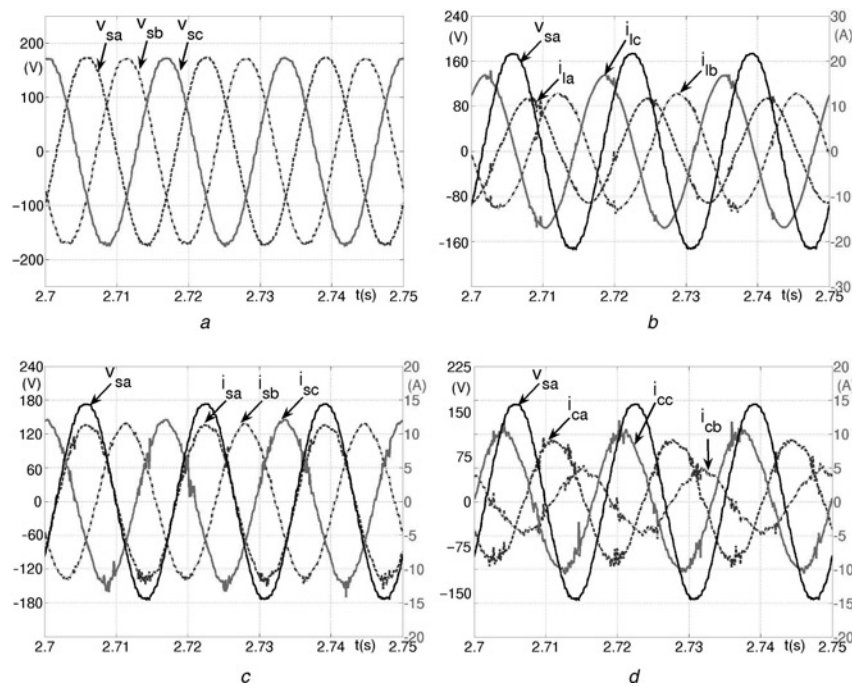 v_sa v_sb v_sc
200
(V)
100
0
-100
-200
2.7 2.71 2.72 2.73 2.74 t(s) 2.75
a
240
(V)
160
80
0
-80
-160
v_sa i_la i_lc i_lb
30
(A)
20
10
0
-10
-20
-30
2.7 2.71 2.72 2.73 2.74 t(s) 2.75
b
240
(V)
180
120
60
0
-60
-120
-180
v_sa i_sa i_sb i_sc
20
(A)
15
10
5
0
-5
-10
-15
-20
2.7 2.71 2.72 2.73 2.74 t(s) 2.75
c
225
(V)
150
75
0
-75
-150
v_sa i_ca i_cc i_cb
20
(A)
15
10
5
0
-5
-10
-15
-20
2.7 2.71 2.72 2.73 2.74 t(s) 2.75
d